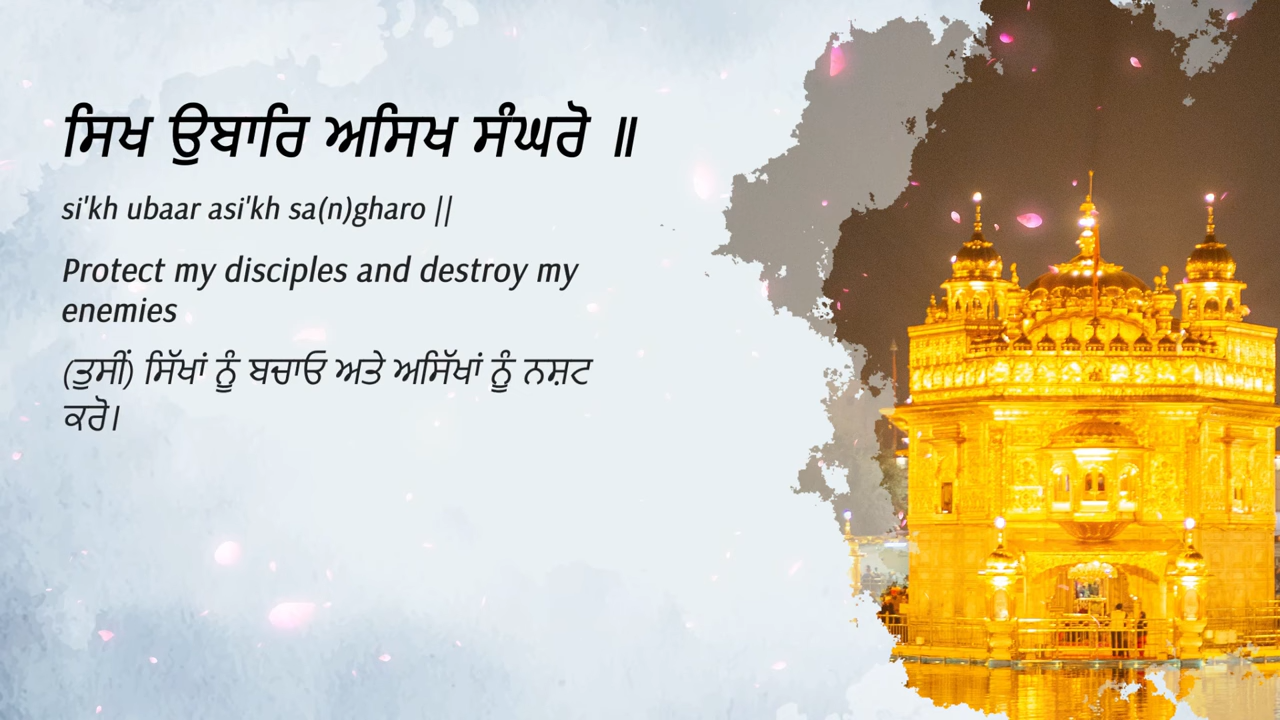 ਸਿਖ ਉਬਾਰਿ ਅਸਿਖ ਸੰਘਰੋ ॥
si'kh ubaar asi'kh sa(n)gharo ||
Protect my disciples and destroy my
enemies
(ਤੁਸੀਂ) ਸਿੱਖਾਂ ਨੂੰ ਬਚਾਓ ਅਤੇ ਅਸਿੱਖਾਂ ਨੂੰ ਨਸ਼ਟ
ਕਰੋ।